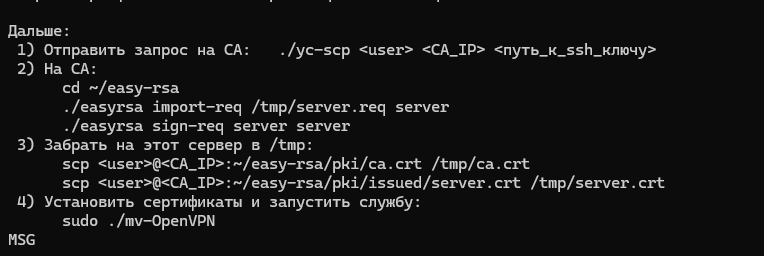 Дальше:
1) Отправить запрос на CA: ./yc-scp <user> <CA_IP> <путь_к_ssh_ключу>
2) На CA:
cd ~/easy-rsa
./easyrsa import-req /tmp/server.req server
./easyrsa sign-req server server
3) Забрать на этот сервер в /tmp:
scp <user>@<CA_IP>:~/easy-rsa/pki/ca.crt /tmp/ca.crt
scp <user>@<CA_IP>:~/easy-rsa/pki/issued/server.crt /tmp/server.crt
4) Установить сертификаты и запустить службу:
sudo ./mv-OpenVPN
MSG